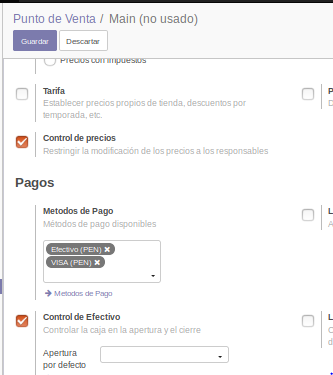 Punto de Venta / Main (no usado)
Guardar Descartar
Precios con impuestos
Tarifa
Establecer precios propios de tienda, descuentos por
temporada, etc.
Control de precios
Restringir la modificación de los precios a los responsables
Pagos
Metodos de Pago
Métodos de pago disponibles
Efectivo (PEN) ×
VISA (PEN) ×
Metodos de Pago
Control de Efectivo
Controlar la caja en la apertura y el cierre
Apertura
por defecto